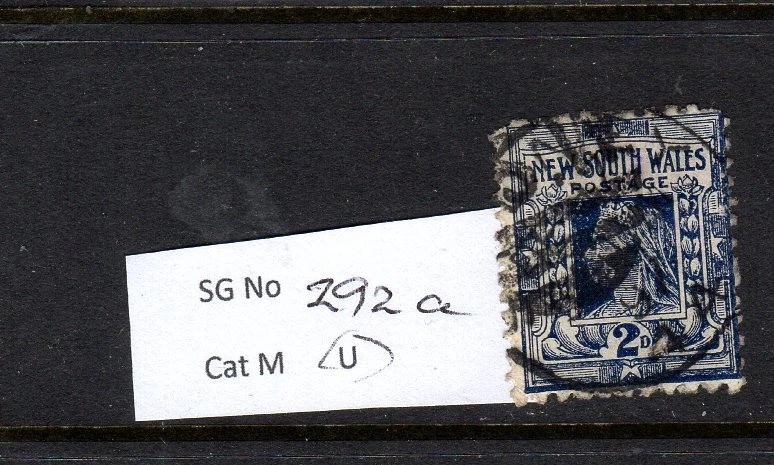 SG No 292a
Cat M U
NEW SOUTH WALES
POSTAGE
2D